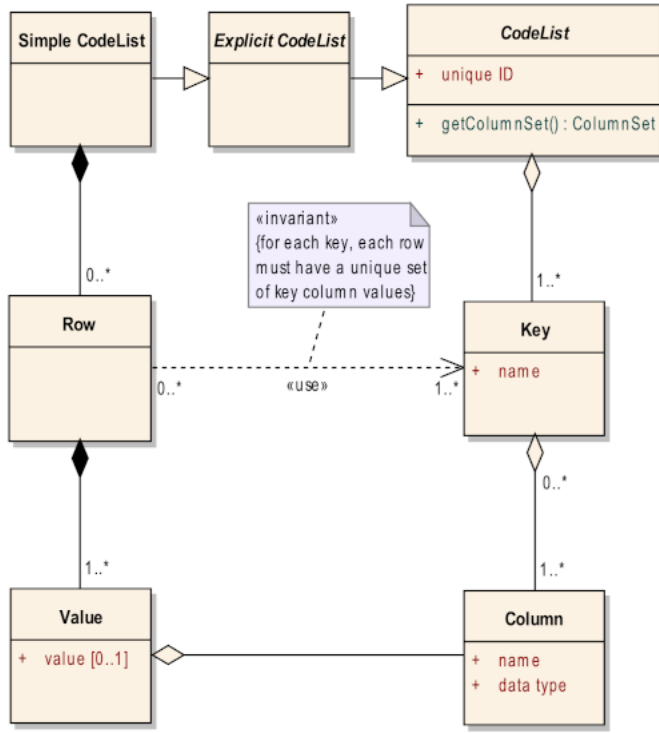 Simple CodeList
Explicit CodeList
CodeList
+ unique ID
+ getColumnSet() : ColumnSet
«invariant»
{for each key, each row
must have a unique set
of key column values}
0..*
1..*
Row
Key
+ name
0..*
«use»
1..*
0..*
1..*
1..*
Value
+ value [0..1]
Column
+ name
+ data type